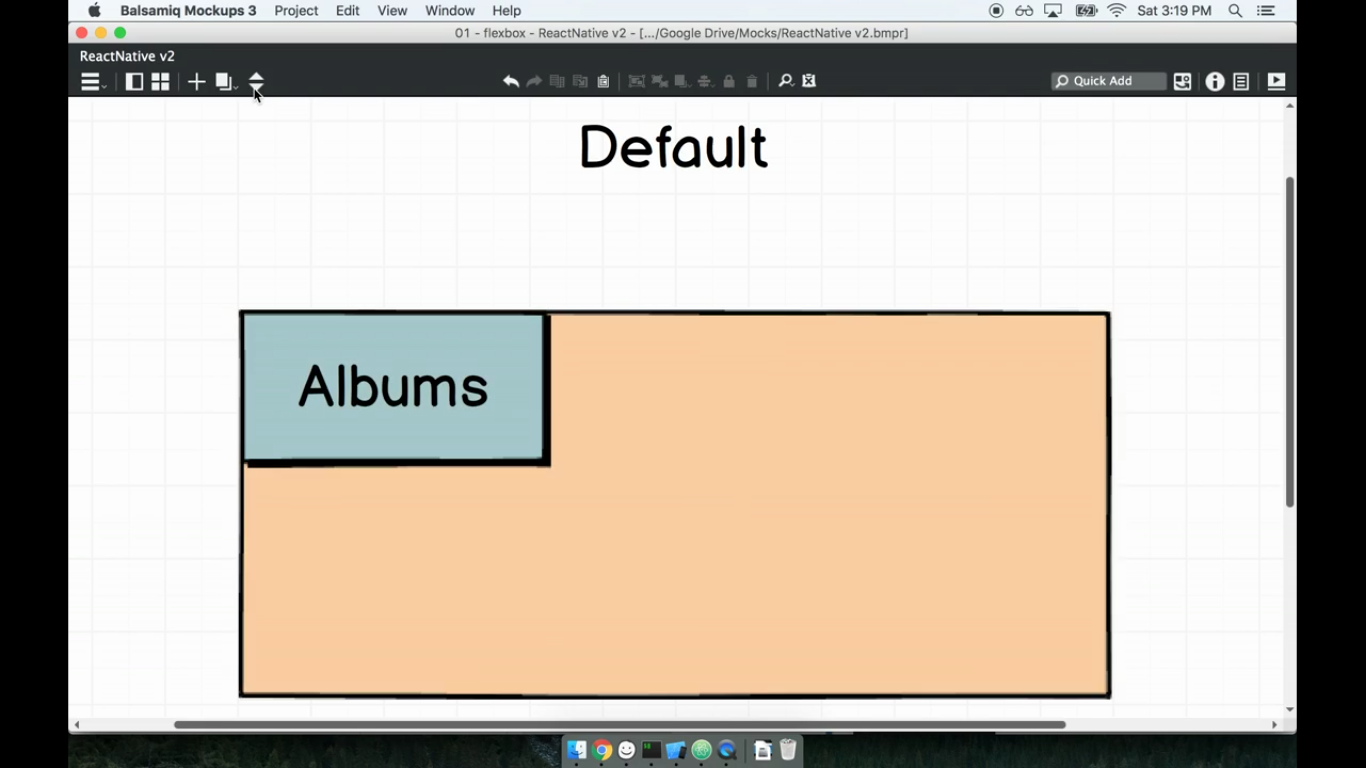 Balsamiq Mockups 3 Project Edit View Window Help Sat 3:19 PM
01 - flexbox - ReactNative v2 - [.../Google Drive/Mocks/ReactNative v2.bmpr]
ReactNative v2
Quick Add
Default
Albums